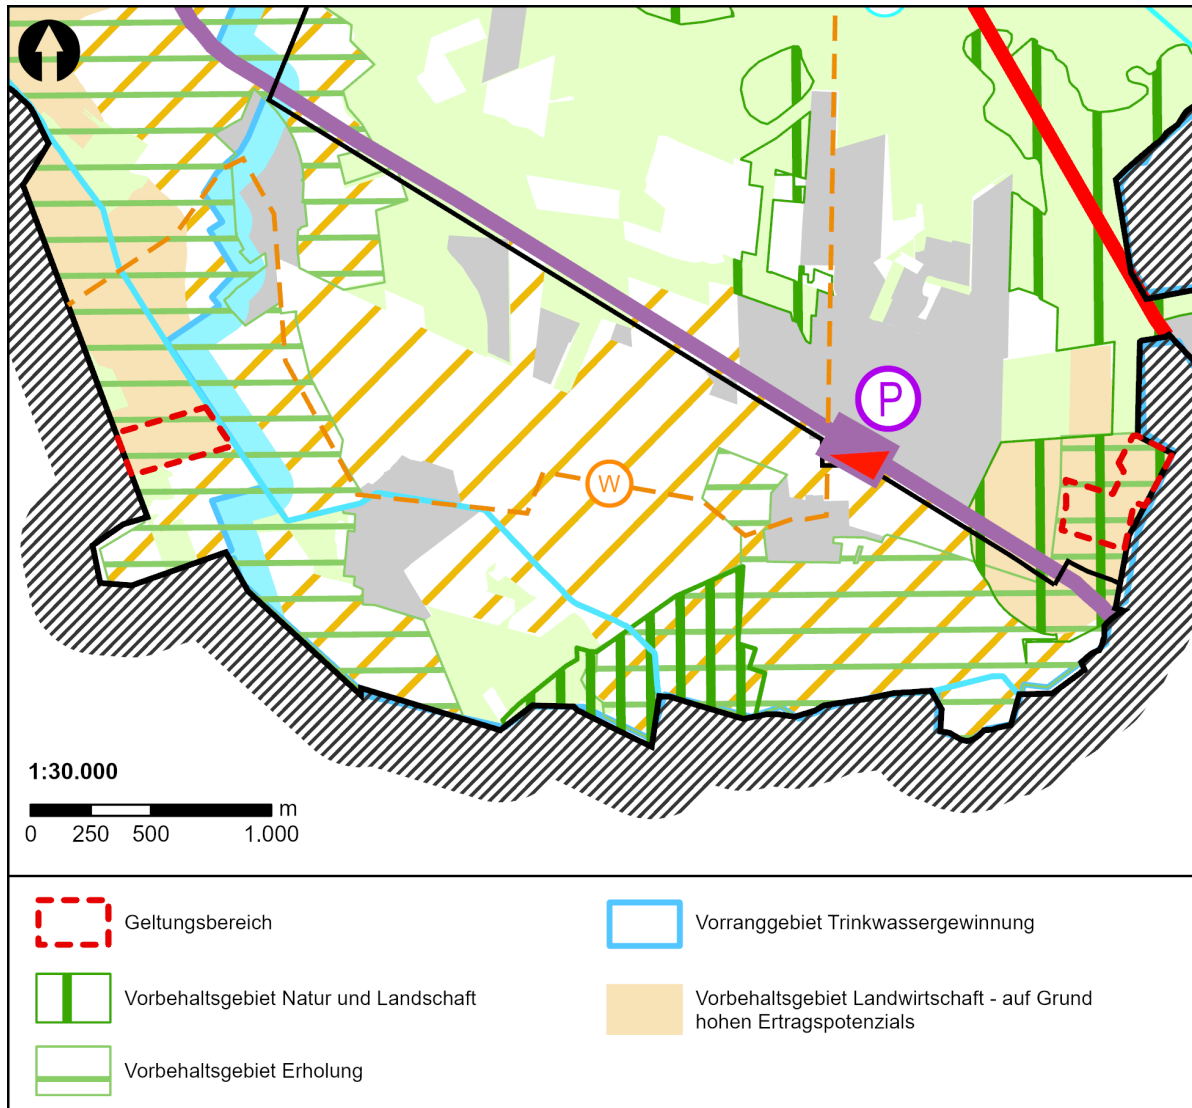 P
W
1:30.000
m
0 250 500 1.000
Geltungsbereich
Vorranggebiet Trinkwassergewinnung
Vorbehaltsgebiet Natur und Landschaft
Vorbehaltsgebiet Landwirtschaft - auf Grund
hohen Ertragspotenzials
Vorbehaltsgebiet Erholung